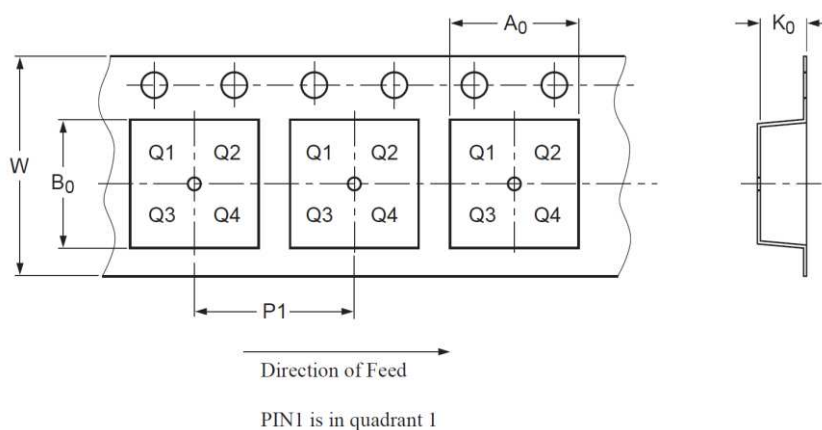 A0
K0
W
B0
Q1 Q2
Q3 Q4
Q1 Q2
Q3 Q4
Q1 Q2
Q3 Q4
P1
Direction of Feed
PIN1 is in quadrant 1